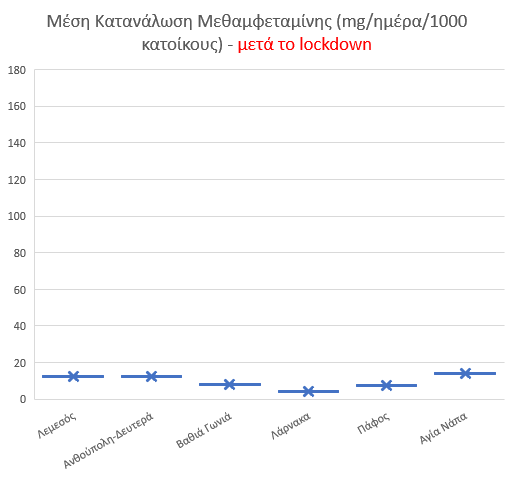 Μέση Κατανάλωση Μεθαμφεταμίνης (mg/ημέρα/1000
κατοίκους) - μετά το lockdown
180
160
140
120
100
80
60
40
20
0
Λεμεσός
Ανθούπολη-Δευτερά
Βαθιά Γωνιά
Λάρνακα
Πάφος
Αγία Νάπα